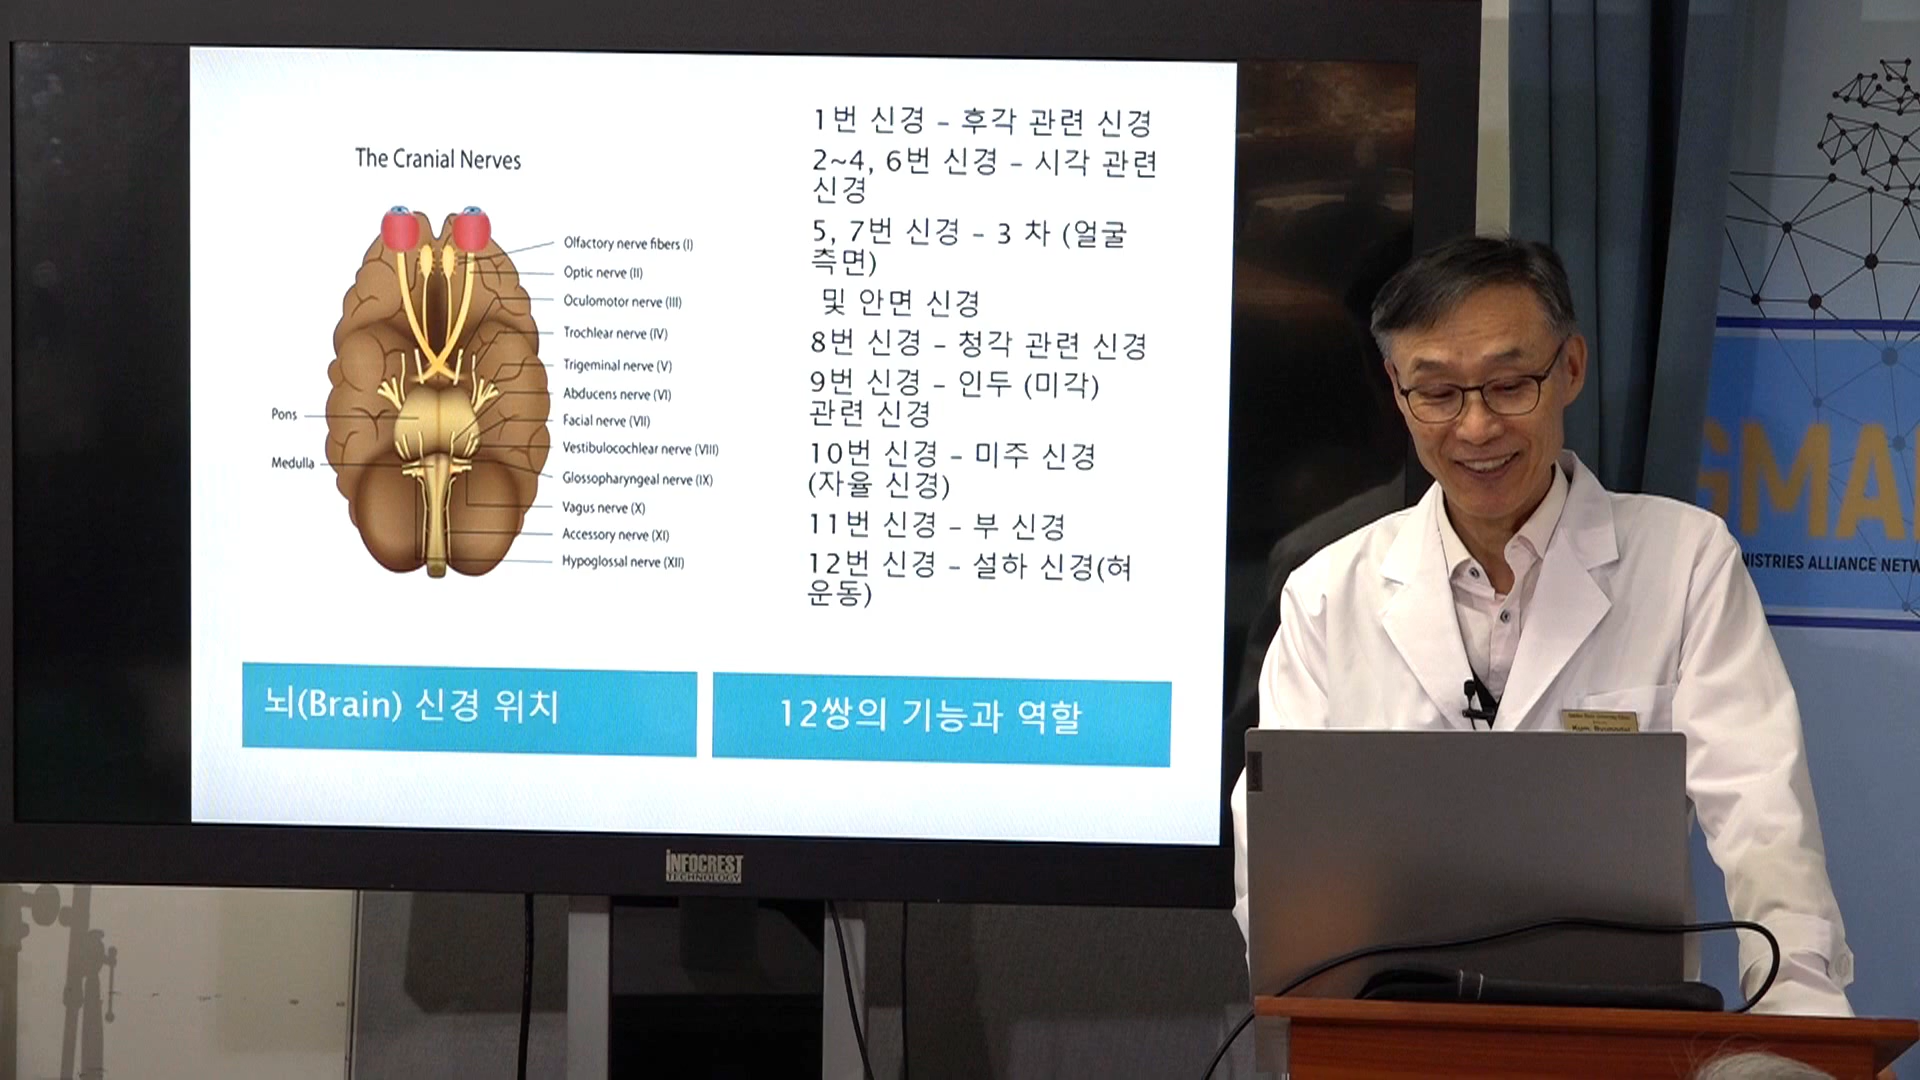 The Cranial Nerves
Olfactory nerve fibers (I)
Optic nerve (II)
Oculomotor nerve (III)
Trochlear nerve (IV)
Trigeminal nerve (V)
Abducens nerve (VI)
Facial nerve (VII)
Vestibulocochlear nerve (VIII)
Glossopharyngeal nerve (IX)
Vagus nerve (X)
Accessory nerve (XI)
Hypoglossal nerve (XII)
Pons
Medulla
1번 신경 – 후각 관련 신경
2~4, 6번 신경 – 시각 관련
신경
5, 7번 신경 – 3 차 (얼굴
측면)
및 안면 신경
8번 신경 – 청각 관련 신경
9번 신경 – 인두 (미각)
관련 신경
10번 신경 – 미주 신경
(자율 신경)
11번 신경 – 부 신경
12번 신경 – 설하 신경(혀
운동)
뇌(Brain) 신경 위치
12쌍의 기능과 역할
INFOCREST
TECHNOLOGY
GMA
NISTRIES ALLIANCE NETW